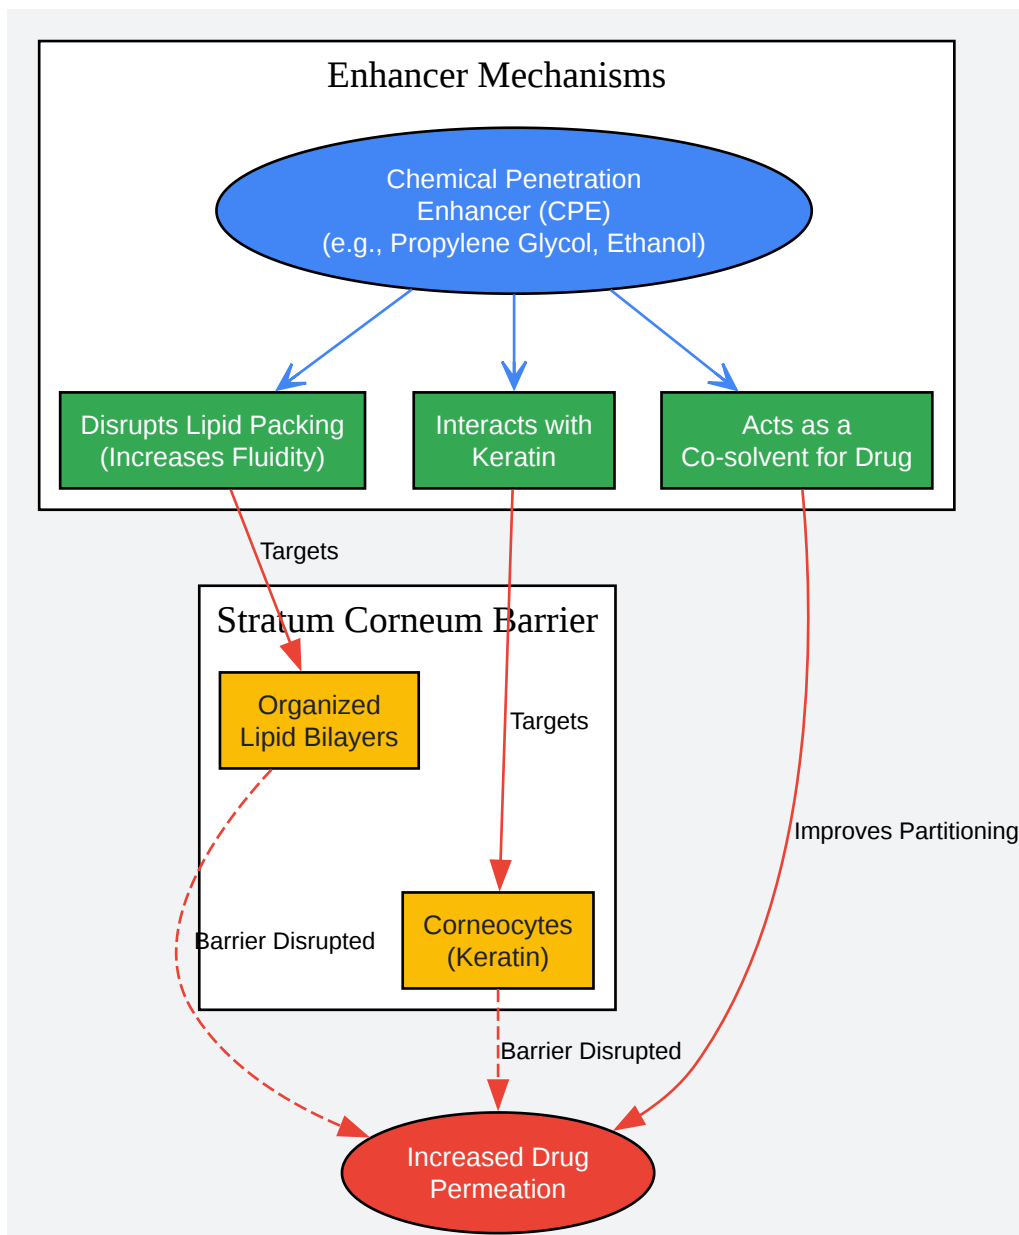 Enhancer Mechanisms
Chemical Penetration
Enhancer (CPE)
(e.g., Propylene Glycol, Ethanol)
Disrupts Lipid Packing
(Increases Fluidity)
Interacts with
Keratin
Acts as a
Co-solvent for Drug
Targets
Stratum Corneum Barrier
Organized
Lipid Bilayers
Targets
Improves Partitioning
Barrier Disrupted
Corneocytes
(Keratin)
Barrier Disrupted
Increased Drug
Permeation